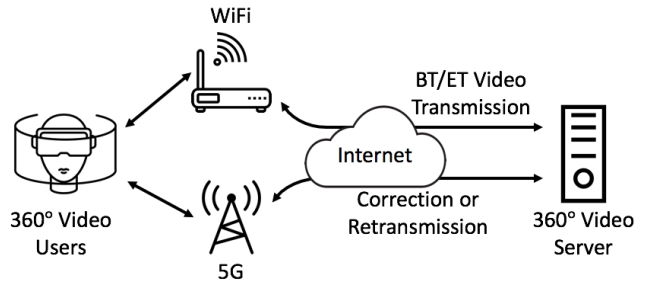 WiFi
BT/ET Video
Transmission
Internet
Correction or
Retransmission
360° Video
Users
5G
360° Video
Server